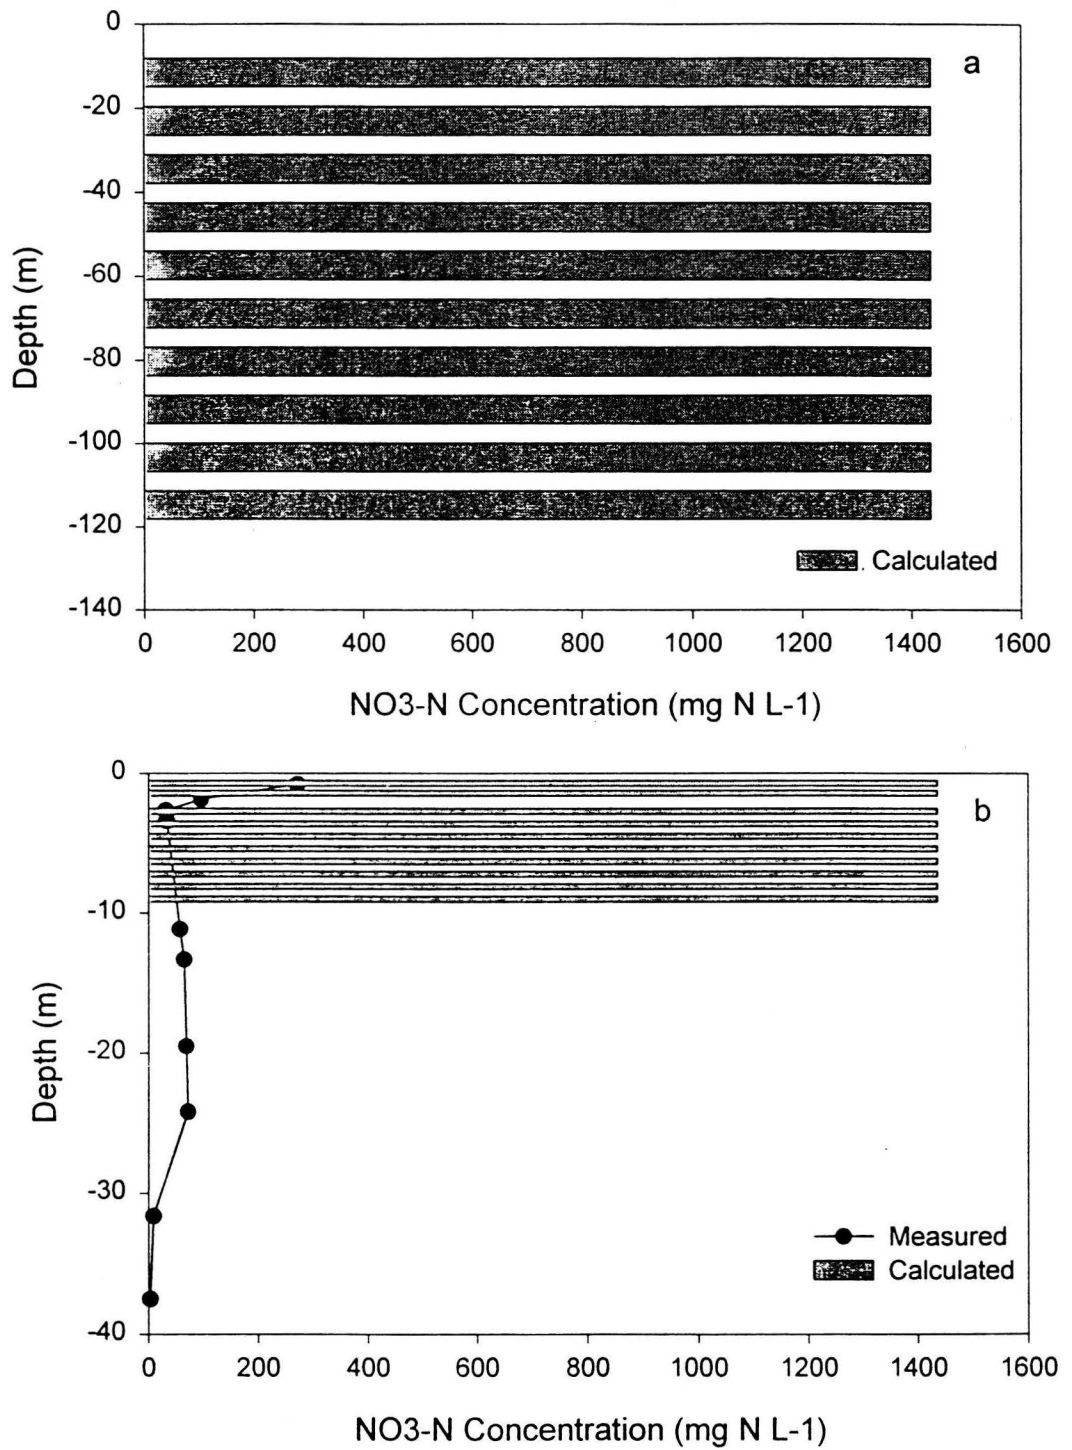 0
-20
-40
-60
-80
-100
-120
-140
Depth (m)
a
Calculated
0 200 400 600 800 1000 1200 1400 1600
NO3-N Concentration (mg N L-1)
0
-10
-20
-30
-40
Depth (m)
b
Measured
Calculated
0 200 400 600 800 1000 1200 1400 1600
NO3-N Concentration (mg N L-1)